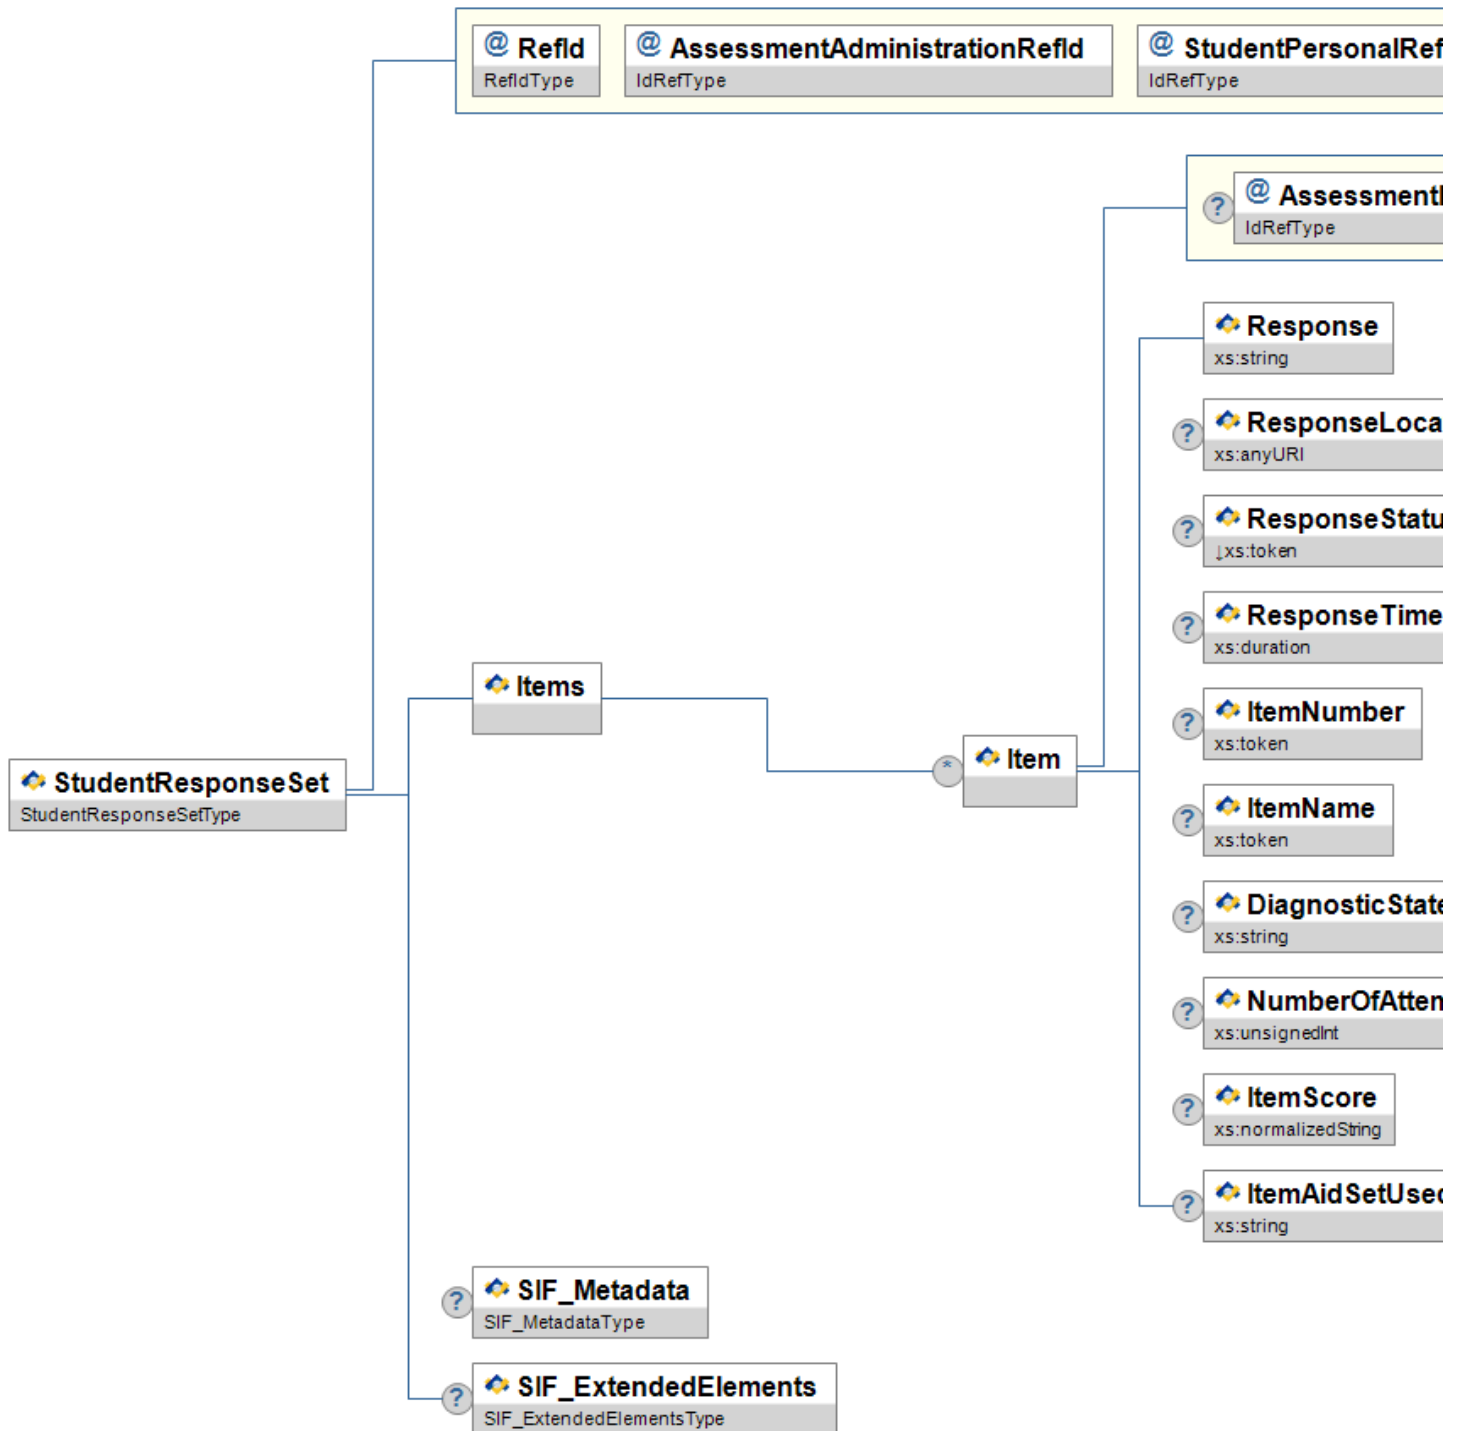 @ RefId
RefIdType
@ AssessmentAdministrationRefId
IdRefType
@ StudentPersonalRef
IdRefType
? @ Assessment
IdRefType
Response
xs:string
? ResponseLoca
xs:anyURI
? ResponseStatu
↓xs:token
? ResponseTime
xs:duration
Items
? ItemNumber
xs:token
* Item
StudentResponseSet
StudentResponseSetType
? ItemName
xs:token
? DiagnosticState
xs:string
? NumberOfAttem
xs:unsignedInt
? ItemScore
xs:normalizedString
? ItemAidSetUsed
xs:string
? SIF_Metadata
SIF_MetadataType
? SIF_ExtendedElements
SIF_ExtendedElementsType